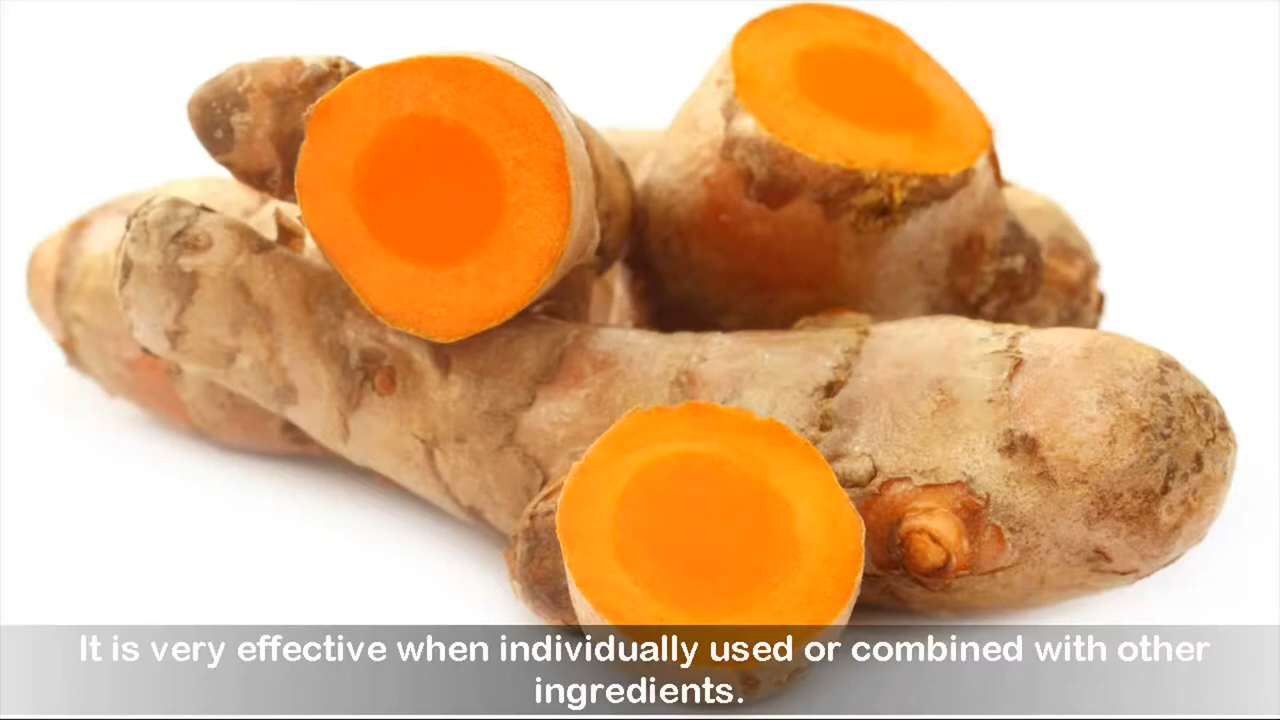 It is very effective when individually used or combined with other
ingredients.